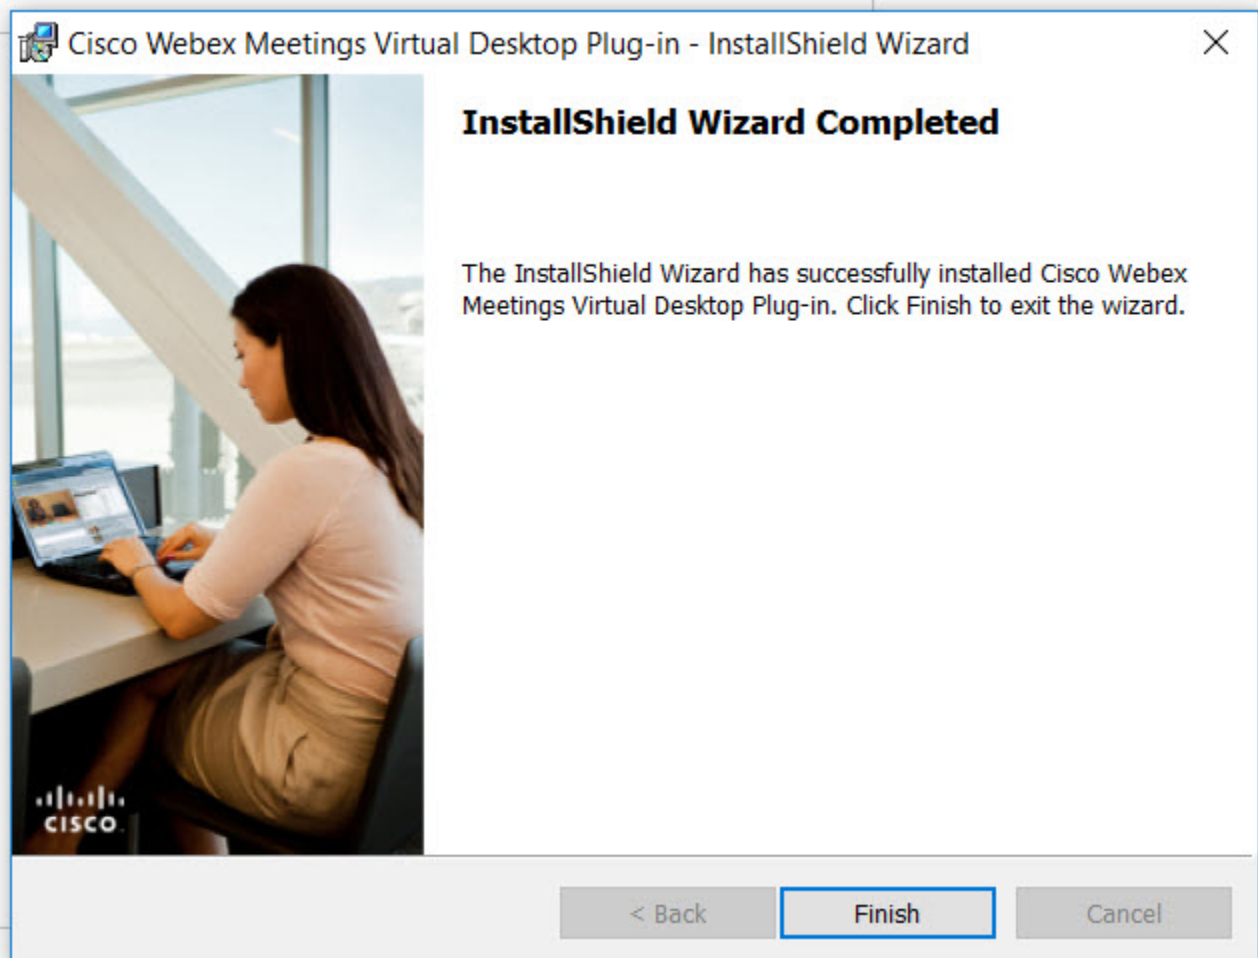 Cisco Webex Meetings Virtual Desktop Plug-in - InstallShield Wizard
InstallShield Wizard Completed
The InstallShield Wizard has successfully installed Cisco Webex
Meetings Virtual Desktop Plug-in. Click Finish to exit the wizard.
CISCO
< Back
Finish
Cancel